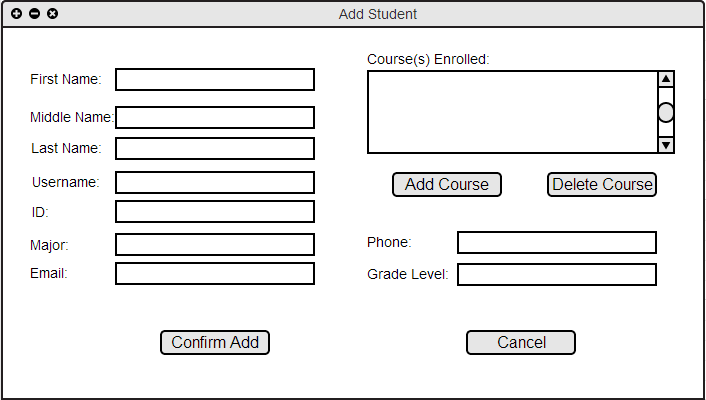 Add Student
First Name:
Middle Name:
Last Name:
Username:
ID:
Major:
Email:
Course(s) Enrolled:
Add Course
Delete Course
Phone:
Grade Level:
Confirm Add
Cancel